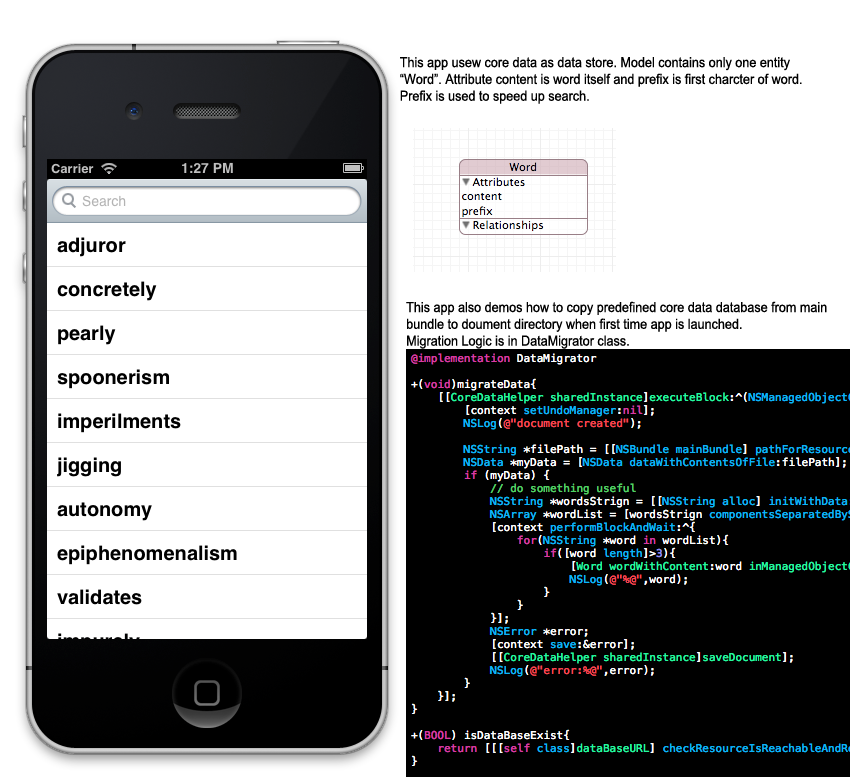 Carrier 1:27 PM
Search
adjuror
concretely
pearly
spoonerism
imperilments
jigging
autonomy
epiphenomenalism
validates
impurely
This app usew core data as data store. Model contains only one entity
“Word”. Attribute content is word itself and prefix is first charcter of word.
Prefix is used to speed up search.
Word
▼ Attributes
content
prefix
▼ Relationships
This app also demos how to copy predefined core data database from main
bundle to doument directory when first time app is launched.
Migration Logic is in DataMigrator class.
@implementation DataMigrator
+(void)migrateData{
[[CoreDataHelper sharedInstance]executeBlock:^(NSManagedObjectC
[context setUndoManager:nil];
NSLog(@"document created");
NSString *filePath = [[NSBundle mainBundle] pathForResource
NSData *myData = [NSData dataWithContentsOfFile:filePath];
if (myData) {
// do something useful
NSString *wordsStrign = [[NSString alloc] initWithData
NSArray *wordList = [wordsStrign componentsSeparatedBySt
[context performBlockAndWait:^{
for(NSString *word in wordList){
if([word length]>3){
[Word wordWithContent:word inManagedObjectC
NSLog(@"%@",word);
}
}
}];
NSError *error;
[context save:&error];
[[CoreDataHelper sharedInstance]saveDocument];
NSLog(@"error:%@",error);
}
}];
}
+(BOOL) isDataBaseExist{
return [[[self class]dataBaseURL] checkResourceIsReachableAndRe
}